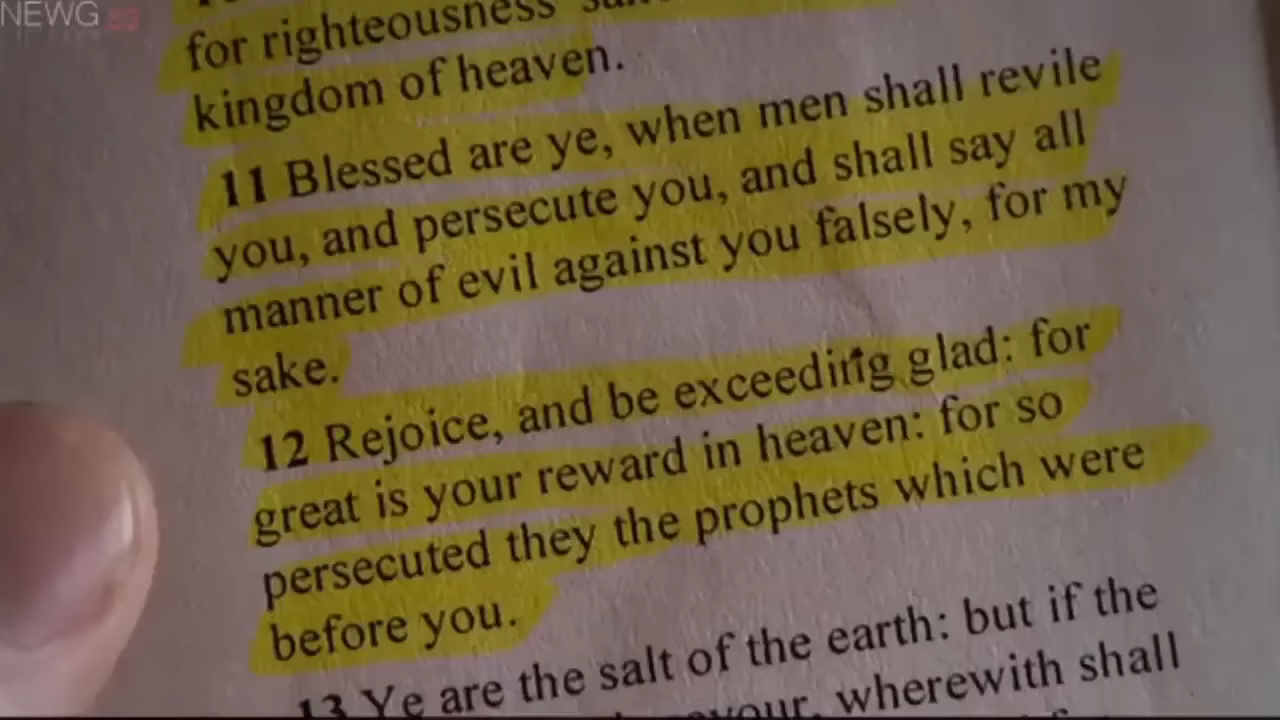 NEWG
for righteousness
kingdom of heaven.
11 Blessed are ye, when men shall revile
you, and persecute you, and shall say all
manner of evil against you falsely, for my
sake.
12 Rejoice, and be exceeding glad: for
great is your reward in heaven: for so
persecuted they the prophets which were
before you.
13 Ye are the salt of the earth: but if the
wherewith shall